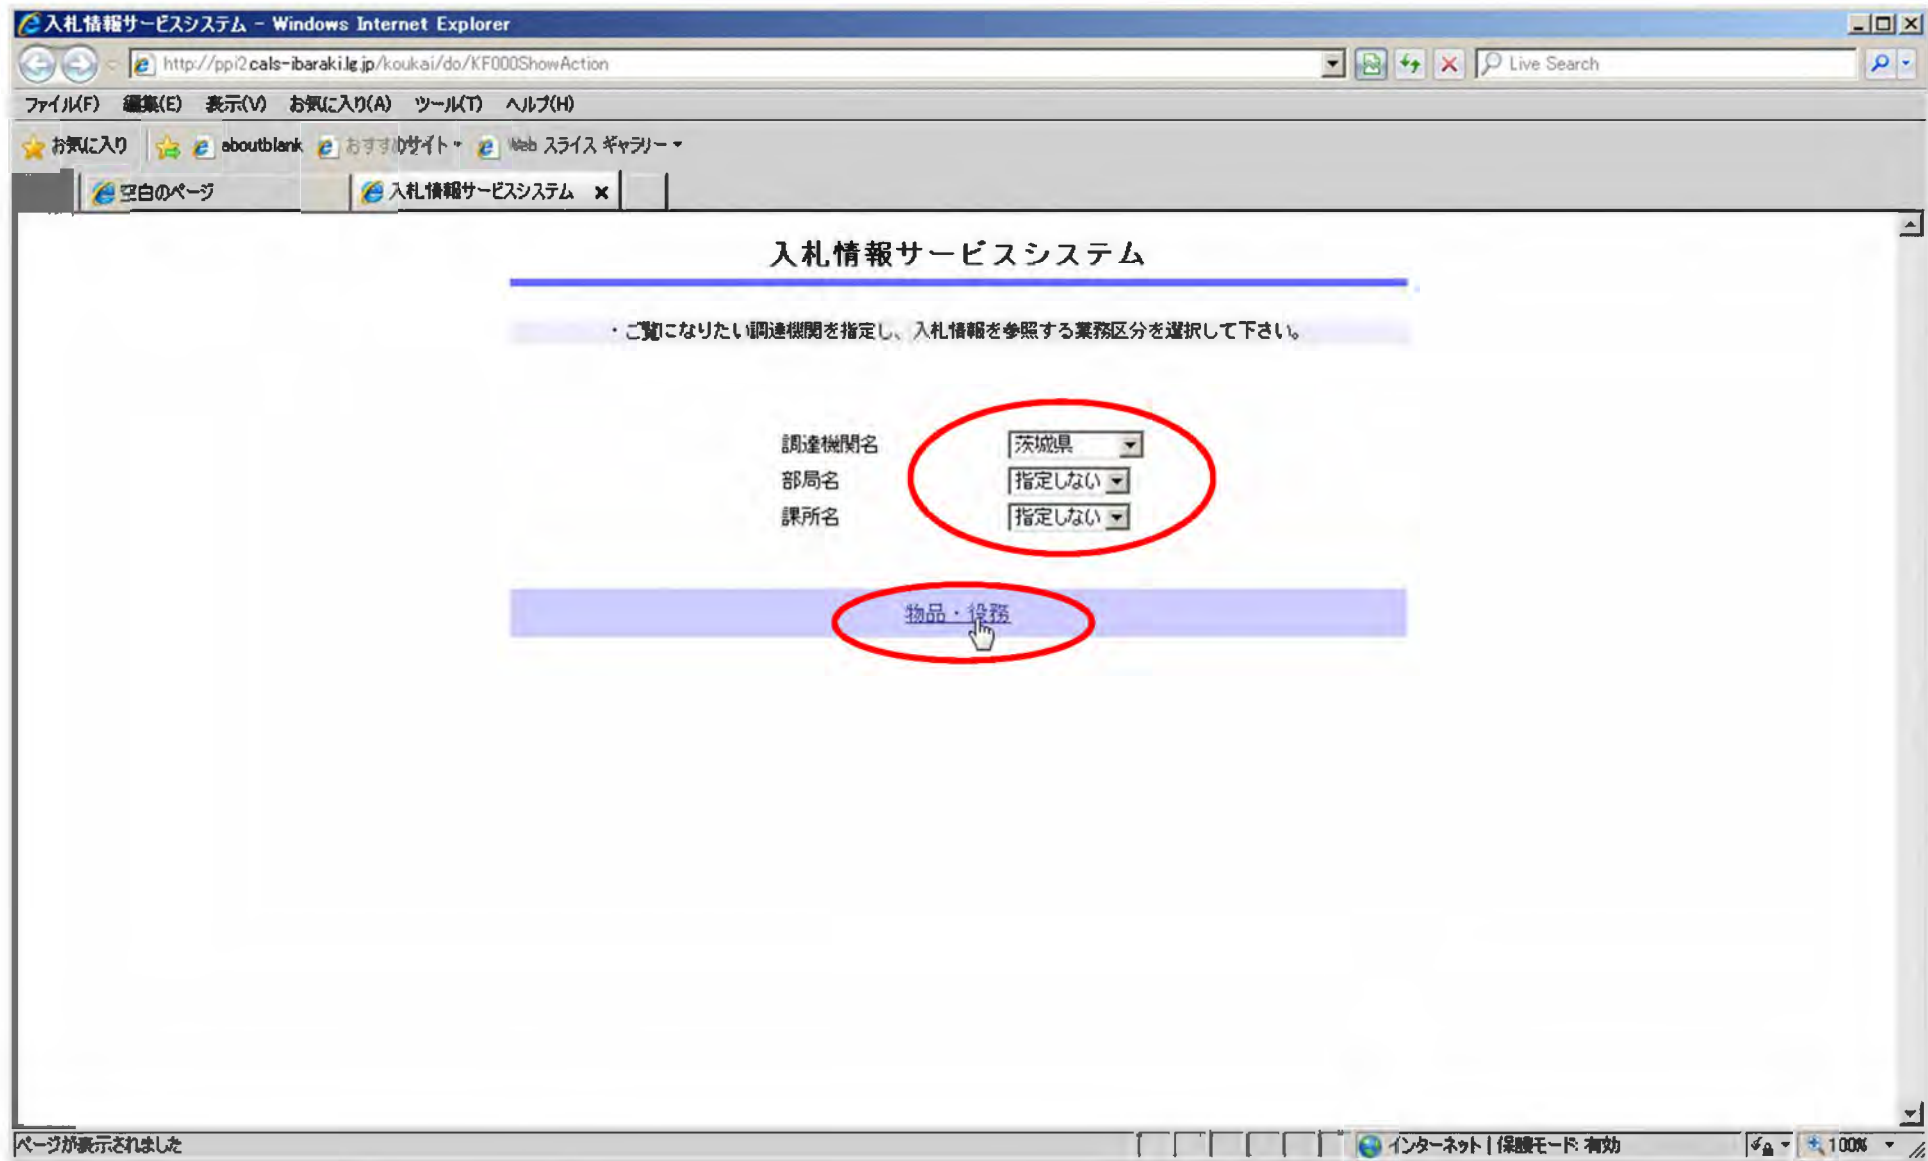 入札情報サービスシステム - Windows Internet Explorer
http://ppi2.cals-ibaraki.lg.jp/koukai/do/KF000ShowAction
Live Search
ファイル(F) 編集(E) 表示(V) お気に入り(A) ツール(T) ヘルプ(H)
お気に入り aboutblank おすすめサイト Web スライス ギャラリー
空白のページ 入札情報サービスシステム
入札情報サービスシステム
・ご覧になりたい調達機関を指定し、入札情報を参照する業務区分を選択して下さい。
調達機関名 茨城県
部局名 指定しない
課所名 指定しない
物品・役務
ページが表示されました インターネット | 保護モード: 有効 100%